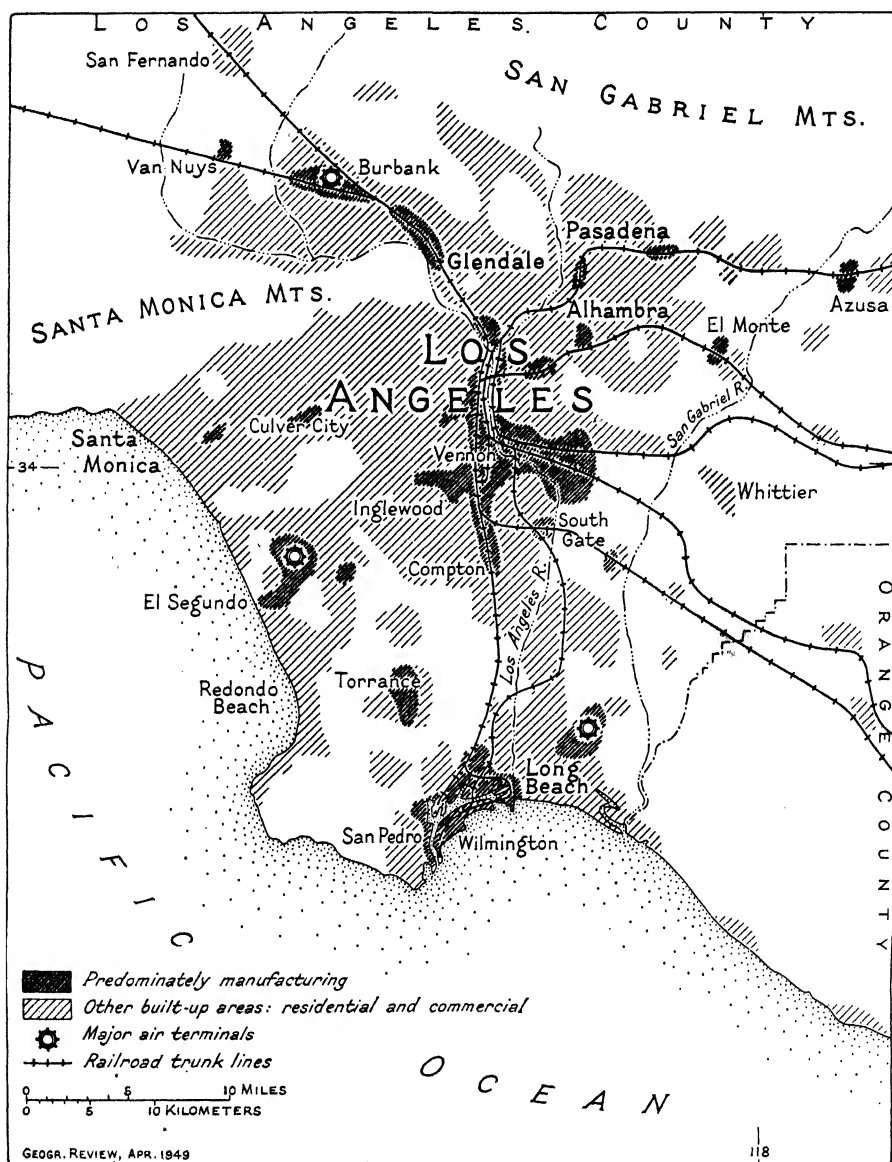 LOS ANGELES. COUNTY
San Fernando
SAN GABRIEL MTS.
Van Nuys
Burbank
Pasadena
Glendale
Azusa
SANTA MONICA MTS.
Alhambra
El Monte
LOS
ANGELES
Culver City
San Gabriel R.
Santa
Monica
34
Vernon
Whittier
Inglewood
South
Gate
Compton
Los Angeles R.
El Segundo
ORANGE COUNTY
Redondo
Beach
Torrance
PACIFIC
Long
Beach
San Pedro
Wilmington
Predominately manufacturing
Other built-up areas: residential and commercial
Major air terminals
Railroad trunk lines
0 5 10 MILES
0 5 10 KILOMETERS
OCEAN
GEOGR. REVIEW, APR. 1949
118